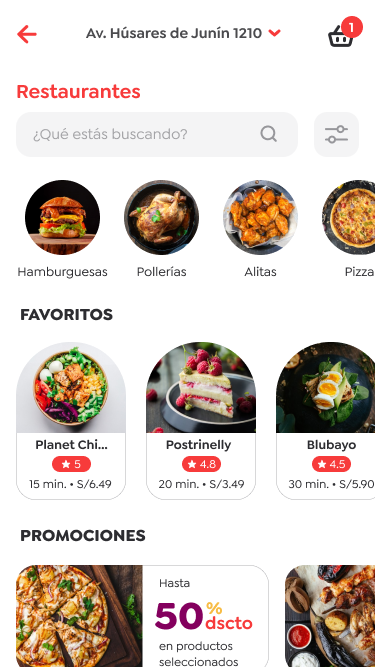 Av. Húsares de Junín 1210
1
Restaurantes
¿Qué estás buscando?
Hamburguesas
Pollerías
Alitas
Pizza
FAVORITOS
Planet Chi...
5
15 min. • S/6.49
Postrinelly
4.8
20 min. • S/3.49
Blubayo
4.5
30 min. • S/5.90
PROMOCIONES
Hasta
50 % dscto
en productos
seleccionados